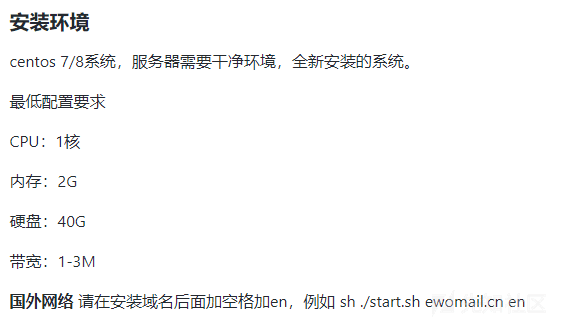 安装环境
centos 7/8系统，服务器需要干净环境，全新安装的系统。
最低配置要求
CPU：1核
内存：2G
硬盘：40G
带宽：1-3M
国外网络 请在安装域名后面加空格加en，例如 sh ./start.sh ewomail.cn en